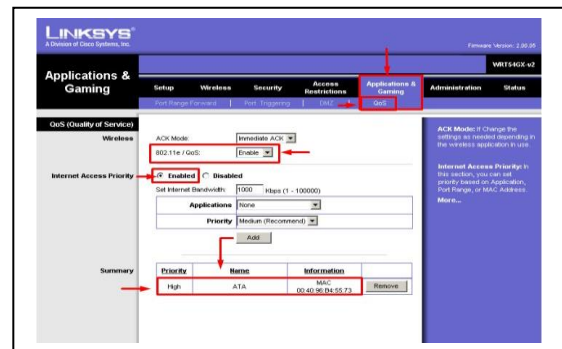 LINKSYS
A Division of Cisco Systems, Inc.
Firmware Version: 2.00.05
WRT54GX-v2
Applications & Gaming
Setup Wireless Security Access Restrictions Applications & Gaming Administration Status
Port Range Forward | Port Triggering | DMZ | QoS
QoS (Quality of Service)
Wireless
ACK Mode: Immediate ACK
802.11e / QoS: Enable
Internet Access Priority
Enabled Disabled
Set Internet Bandwidth: 1000 Kbps (1 - 100000)
Applications None
Priority Medium (Recommend)
Add
Summary
Priority Name Information
High ATA MAC 00:40:96:B4:55:73 Remove
ACK Mode: It Change the
settings as needed depending in
the wireless application in use.
Internet Access Priority: In
this section, you can set
priority based on Application,
Port Range, or MAC Address.
More...